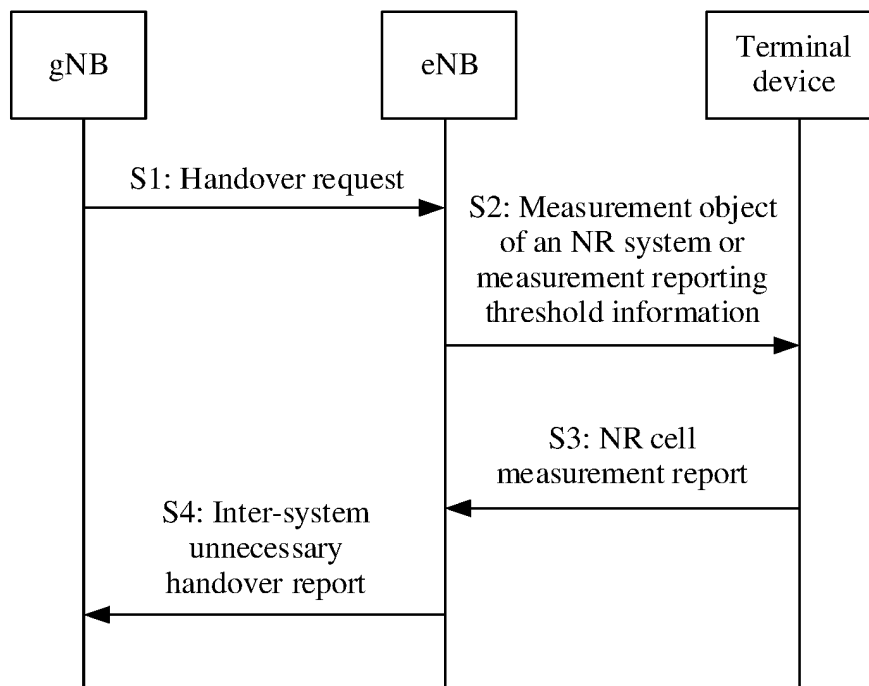 gNB
eNB
Terminal
device
S1: Handover request
S2: Measurement object
of an NR system or
measurement reporting
threshold information
S3: NR cell
measurement report
S4: Inter-system
unnecessary
handover report